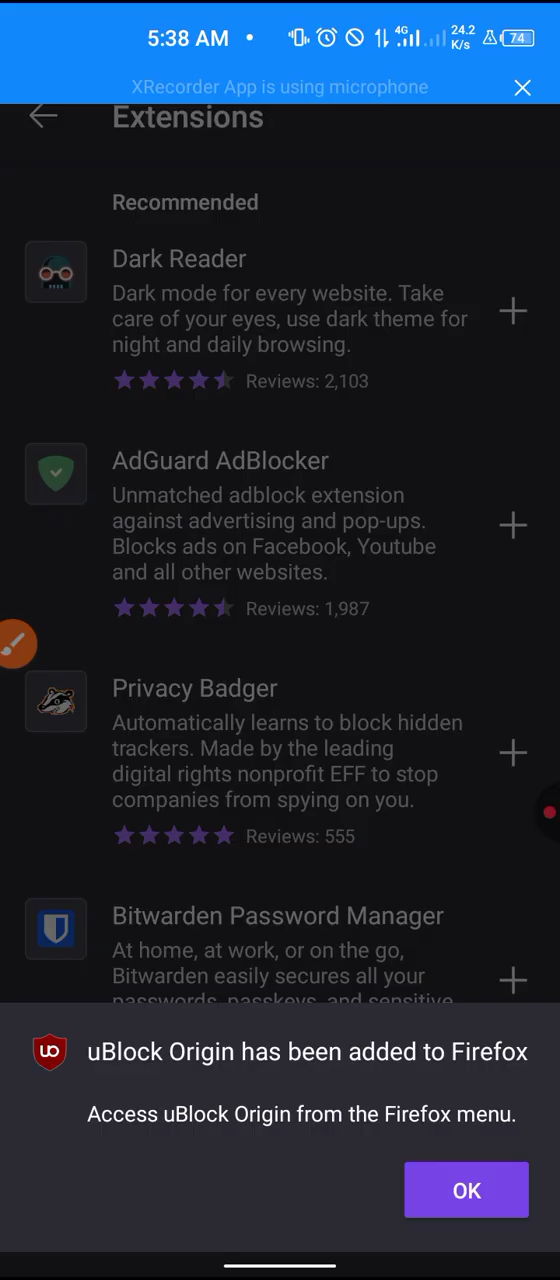 5:38 AM
4G
24.2
K/s
74
XRecorder App is using microphone
Extensions
Recommended
Dark Reader
Dark mode for every website. Take
care of your eyes, use dark theme for
night and daily browsing.
Reviews: 2,103
AdGuard AdBlocker
Unmatched adblock extension
against advertising and pop-ups.
Blocks ads on Facebook, Youtube
and all other websites.
Reviews: 1,987
Privacy Badger
Automatically learns to block hidden
trackers. Made by the leading
digital rights nonprofit EFF to stop
companies from spying on you.
Reviews: 555
Bitwarden Password Manager
At home, at work, or on the go,
Bitwarden easily secures all your
passwords, passkeys, and sensitive
uBlock Origin has been added to Firefox
Access uBlock Origin from the Firefox menu.
OK